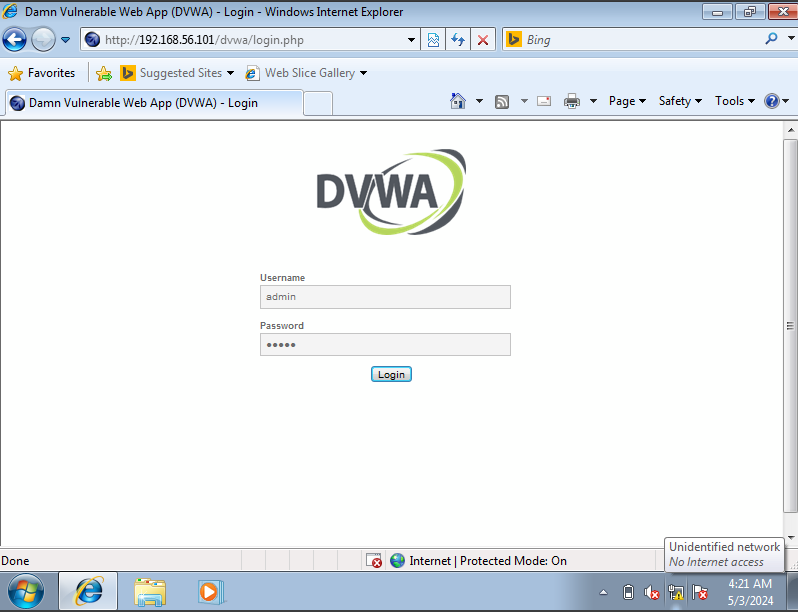 Damn Vulnerable Web App (DVWA) - Login - Windows Internet Explorer
http://192.168.56.101/dvwa/login.php
Bing
Favorites
Suggested Sites
Web Slice Gallery
Damn Vulnerable Web App (DVWA) - Login
Page
Safety
Tools
DVWA
Username
admin
Password
•••••
Login
Done
Internet | Protected Mode: On
Unidentified network
No Internet access
4:21 AM
5/3/2024